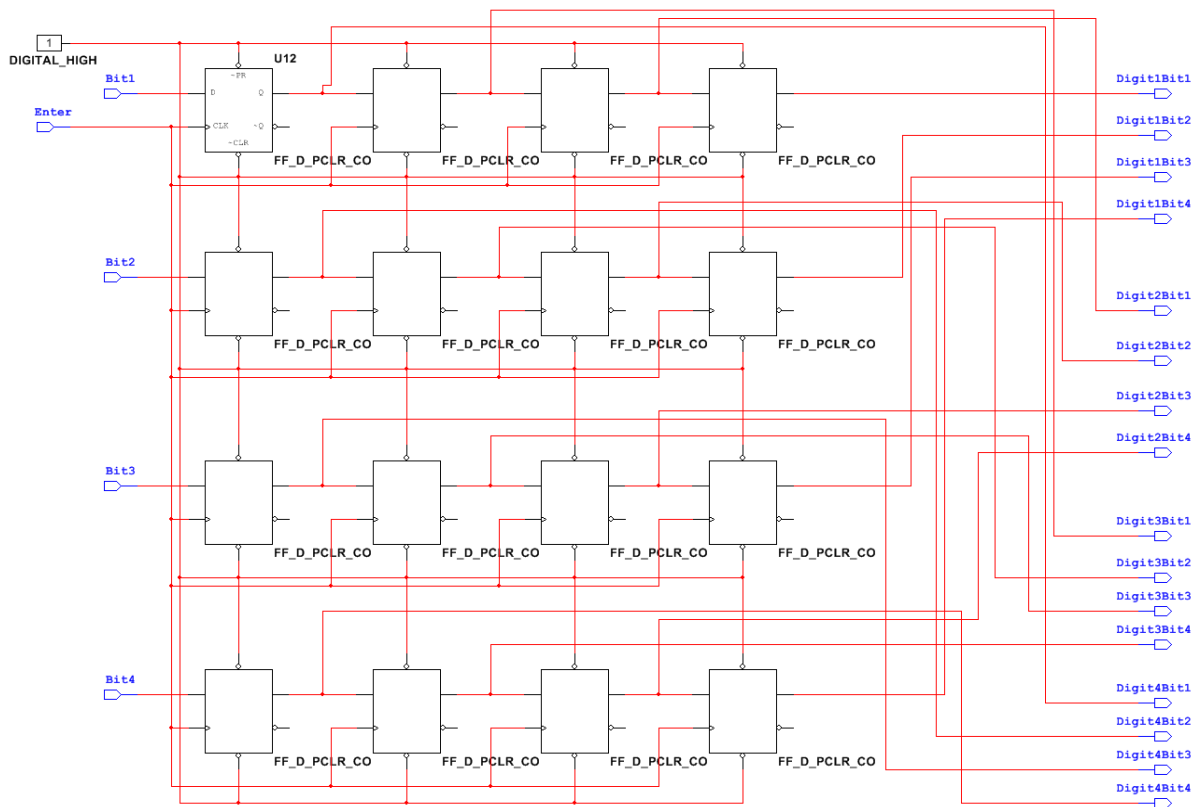 1
DIGITAL_HIGH
U12
Bit1
Enter
~PR
D
Q
CLK
~Q
~CLR
FF_D_PCLR_CO
FF_D_PCLR_CO
FF_D_PCLR_CO
FF_D_PCLR_CO
Digit1Bit1
Digit1Bit2
Digit1Bit3
Digit1Bit4
Bit2
FF_D_PCLR_CO
FF_D_PCLR_CO
FF_D_PCLR_CO
FF_D_PCLR_CO
Digit2Bit1
Digit2Bit2
Digit2Bit3
Digit2Bit4
Bit3
FF_D_PCLR_CO
FF_D_PCLR_CO
FF_D_PCLR_CO
FF_D_PCLR_CO
Digit3Bit1
Digit3Bit2
Digit3Bit3
Digit3Bit4
Bit4
FF_D_PCLR_CO
FF_D_PCLR_CO
FF_D_PCLR_CO
FF_D_PCLR_CO
Digit4Bit1
Digit4Bit2
Digit4Bit3
Digit4Bit4